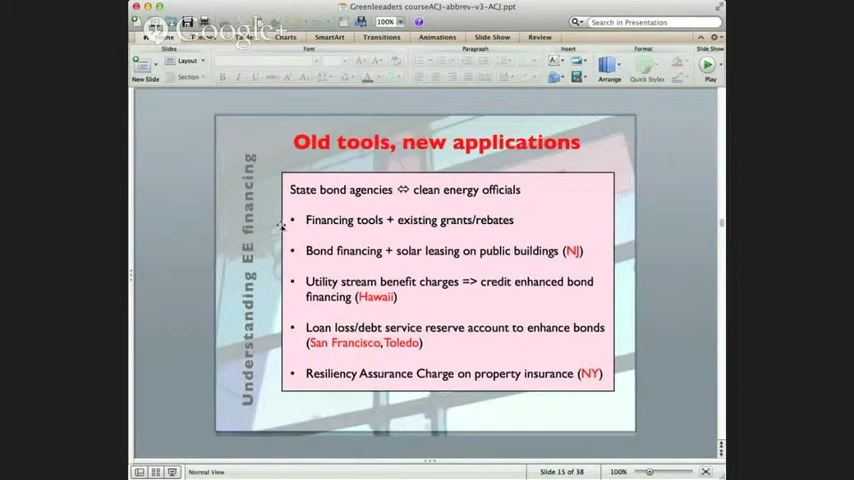 Greenleaders courseACJ-abbrev-v3-ACJ.ppt
100%
Search in Presentation
Google+
Home
Charts
SmartArt
Transitions
Animations
Slide Show
Review
Slides
Font
Paragraph
Insert
Format
Slide Show
New Slide
Layout
Section
Arrange
Quick Styles
Play
Old tools, new applications
Understanding EE financing
State bond agencies ⇔ clean energy officials
• Financing tools + existing grants/rebates
• Bond financing + solar leasing on public buildings (NJ)
• Utility stream benefit charges => credit enhanced bond
financing (Hawaii)
• Loan loss/debt service reserve account to enhance bonds
(San Francisco, Toledo)
• Resiliency Assurance Charge on property insurance (NY)
Normal View
Slide 15 of 38
100%